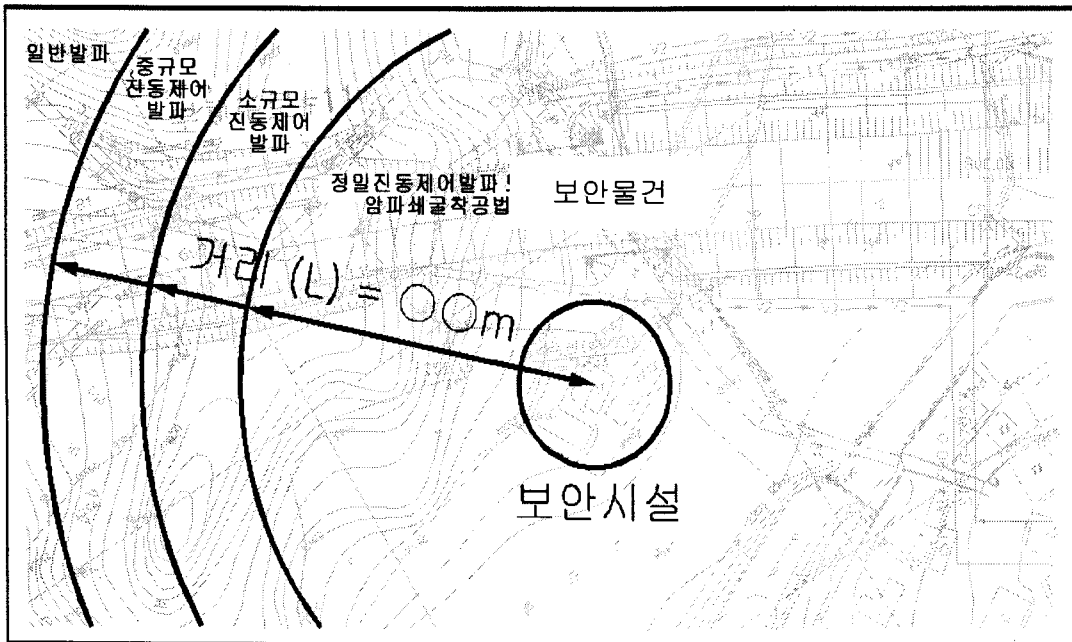 일반발파
중규모
진동제어
발파
소규모
진동제어
발파
정밀진동제어발파!
암파쇄굴착공법
보안물건
거리 (L) = ○○m
보안시설